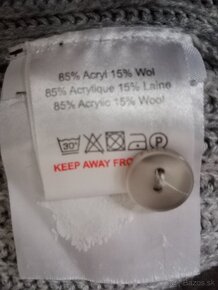 85% Acryl 15% Wol
85% Acrylique 15% Laine
85% Acrylic 15% Wool
30°
P
KEEP AWAY FRO
Bazos.sk